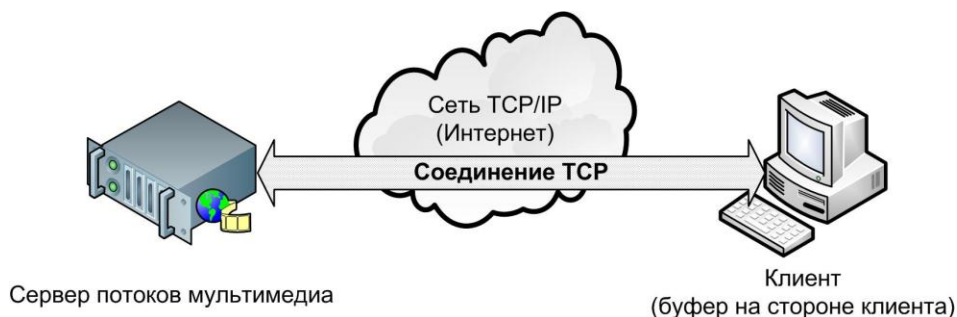 Сеть TCP/IP
(Интернет)
Соединение TCP
Сервер потоков мультимедиа
Клиент
(буфер на стороне клиента)